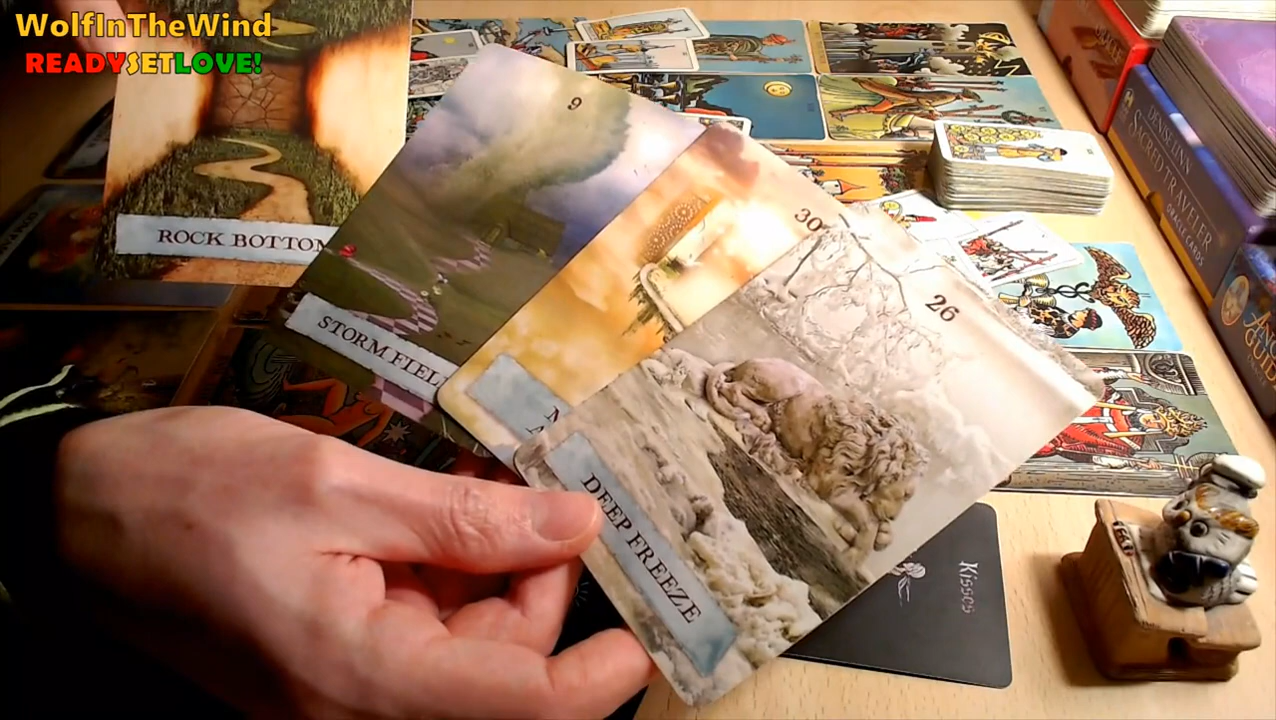 WolfInTheWind
READYSETLOVE!
ROCK BOTTOM
9
STORM FIEL
30
26
DEEP FREEZE
Kisses
DENISE LINN
SACRED TRAVELER
ORACLE CARDS